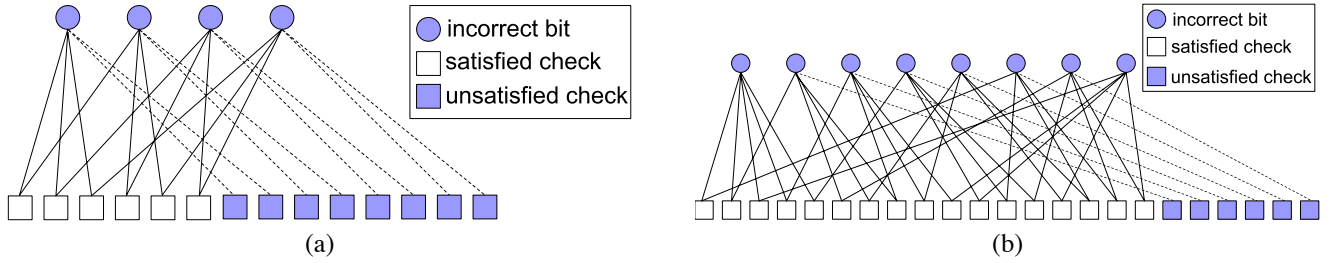 incorrect bit
satisfied check
unsatisfied check
(a)
incorrect bit
satisfied check
unsatisfied check
(b)